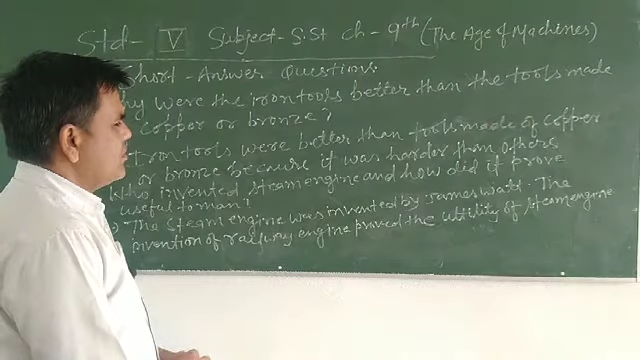 Std- V Subject- S.St ch- 9th (The Age of Machines)
Short - Answer Questions.
hy were the iron tools better than the tools made
copper or bronze?
Iron tools were better than tools made of copper
or bronze because it was harder than others
Who invented steam engine and how did it prove
useful to man?
The Steam engine was invented by James Watt. The
invention of railway engine proved the utility of steam engine